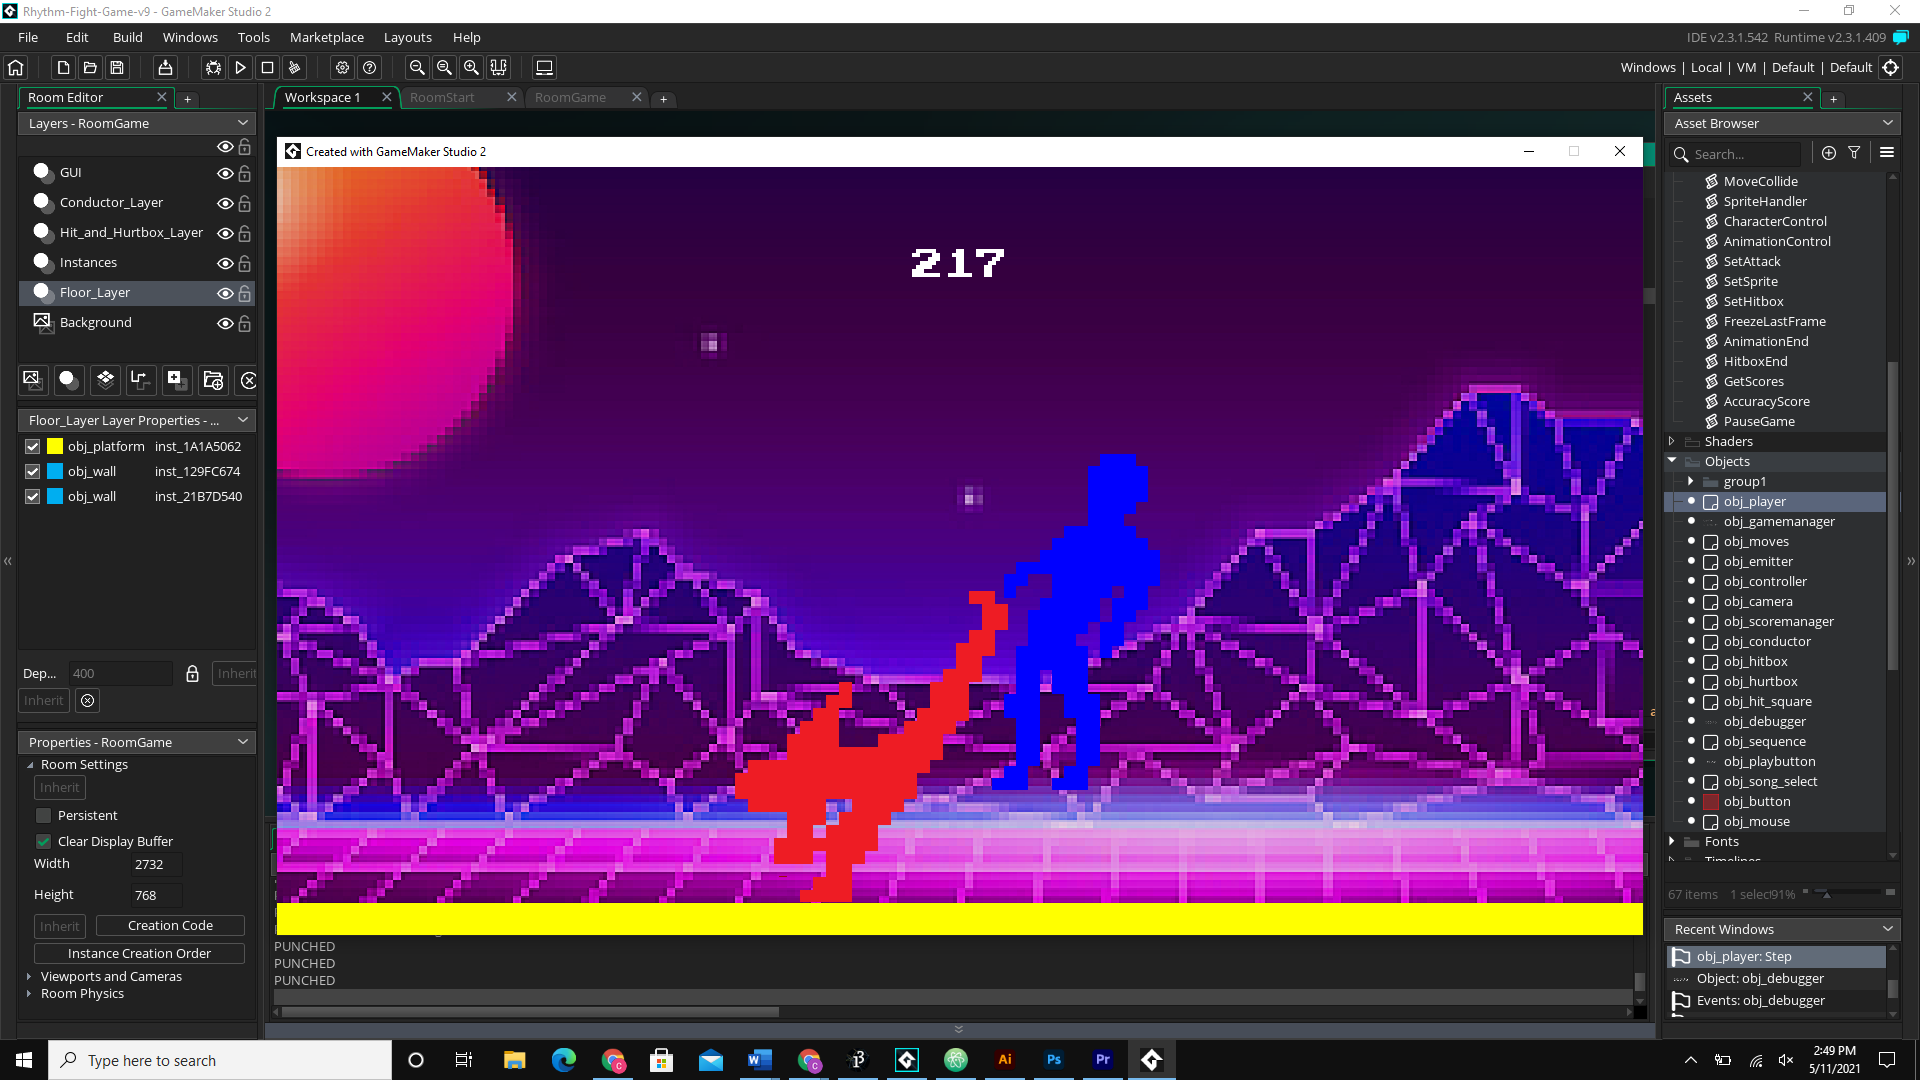 Rhythm-Fight-Game-v9 - GameMaker Studio 2
File Edit Build Windows Tools Marketplace Layouts Help
IDE v2.3.1.542 Runtime v2.3.1.409
Windows | Local | VM | Default | Default
Room Editor
Layers - RoomGame
GUI
Conductor_Layer
Hit_and_Hurtbox_Layer
Instances
Floor_Layer
Background
Floor_Layer Layer Properties - ...
obj_platform inst_1A1A5062
obj_wall inst_129FC674
obj_wall inst_21B7D540
Dep... 400 Inherit
Inherit
Properties - RoomGame
Room Settings
Inherit
Persistent
Clear Display Buffer
Width 2732
Height 768
Inherit Creation Code
Instance Creation Order
Viewports and Cameras
Room Physics
Workspace 1 RoomStart RoomGame
Created with GameMaker Studio 2
217
PUNCHED
PUNCHED
PUNCHED
Assets
Asset Browser
Search...
MoveCollide
SpriteHandler
CharacterControl
AnimationControl
SetAttack
SetSprite
SetHitbox
FreezeLastFrame
AnimationEnd
HitboxEnd
GetScores
AccuracyScore
PauseGame
Shaders
Objects
group1
obj_player
obj_gamemanager
obj_moves
obj_emitter
obj_controller
obj_camera
obj_scoremanager
obj_conductor
obj_hitbox
obj_hurtbox
obj_hit_square
obj_debugger
obj_sequence
obj_playbutton
obj_song_select
obj_button
obj_mouse
Fonts
Timelines
67 items 1 select 91%
Recent Windows
obj_player: Step
Object: obj_debugger
Events: obj_debugger
Type here to search
2:49 PM
5/11/2021